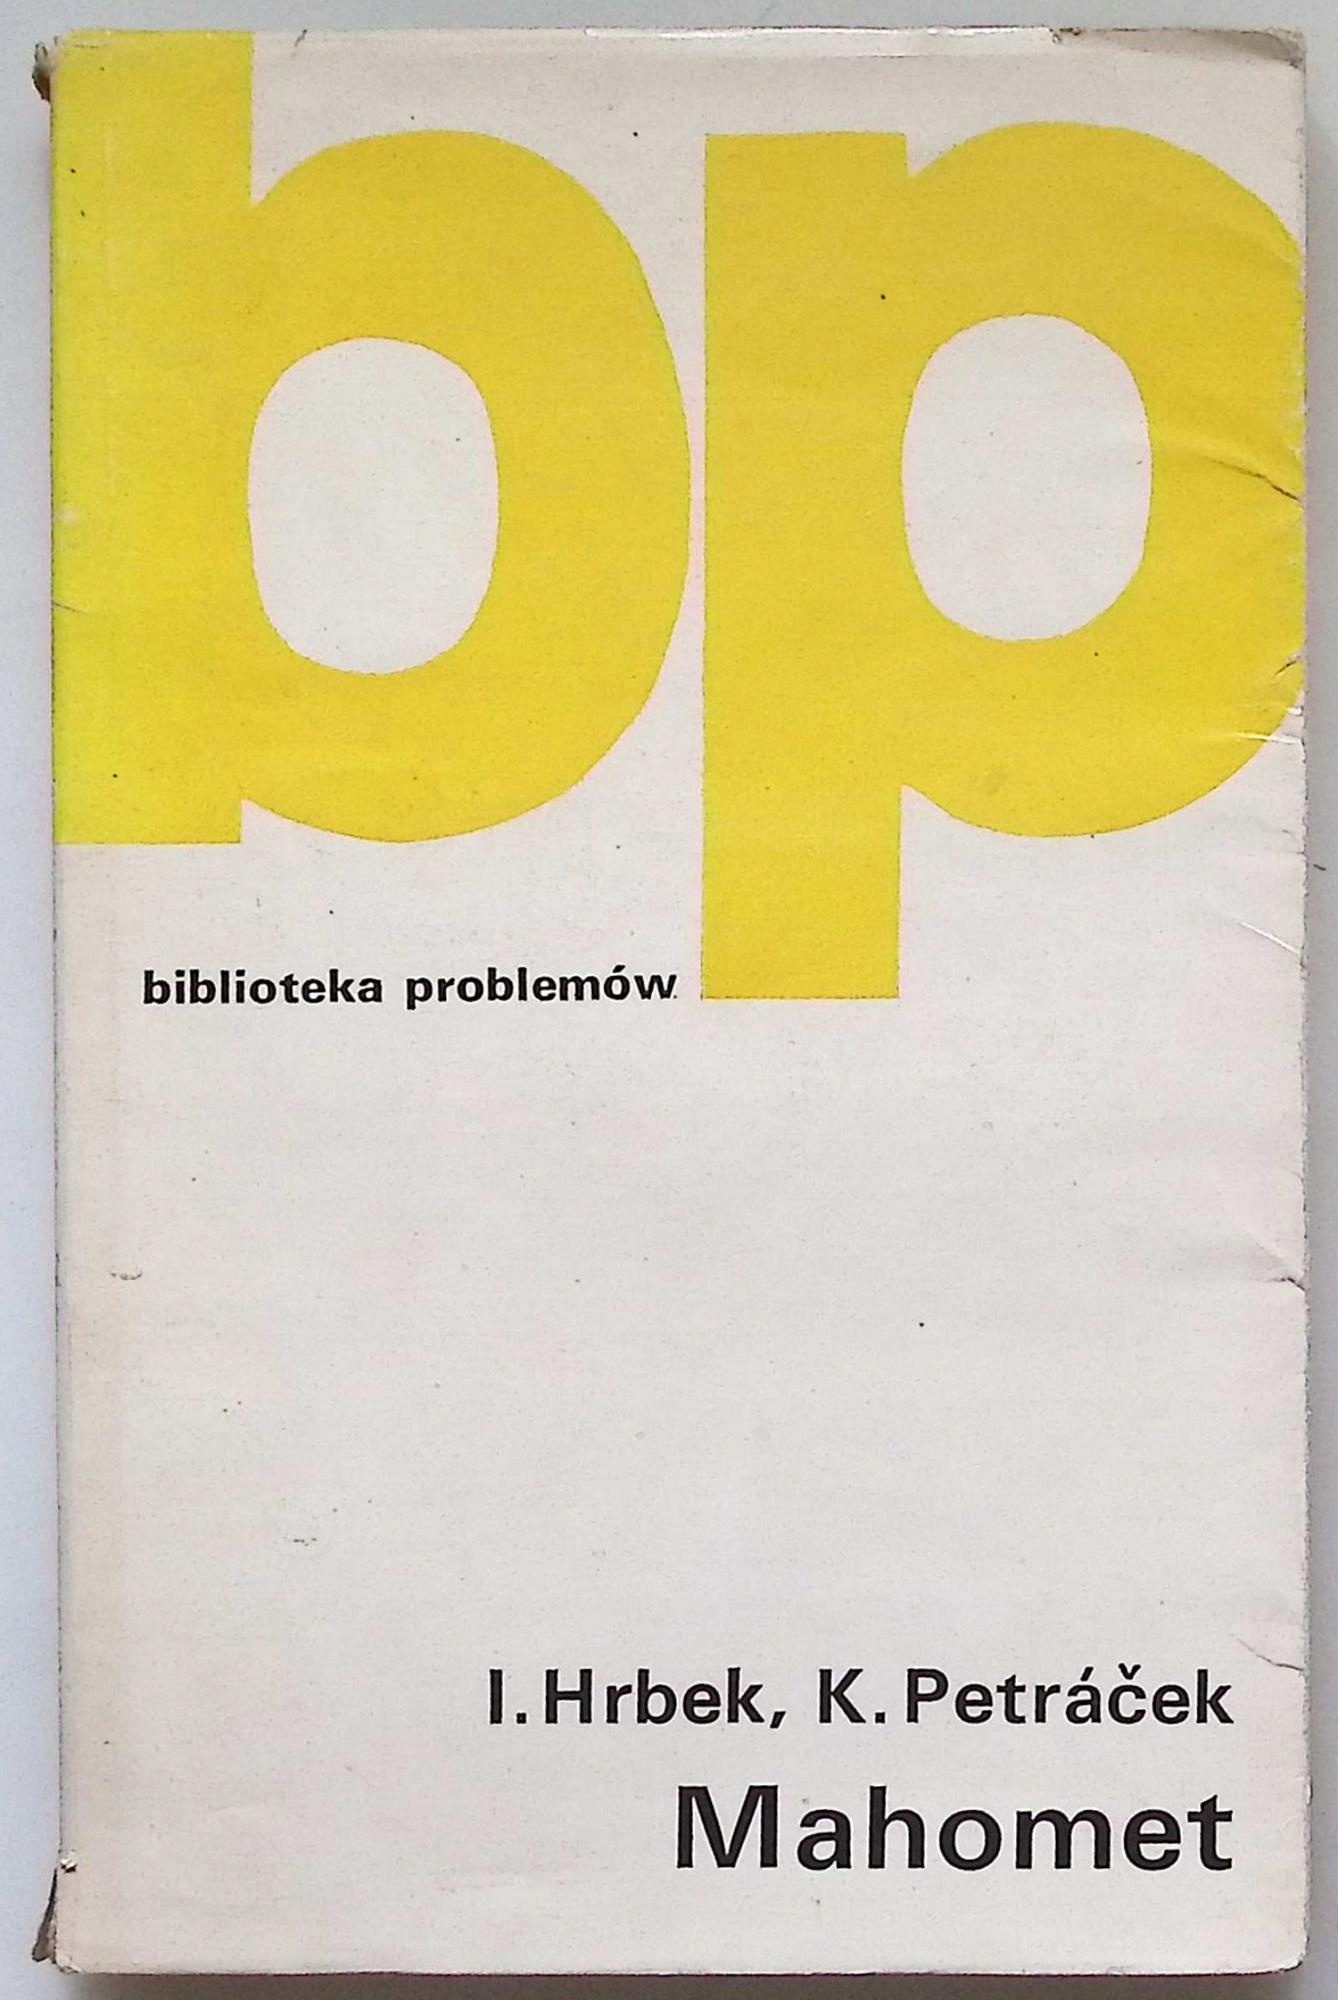 bp
biblioteka problemów
I. Hrbek, K. Petráček
Mahomet